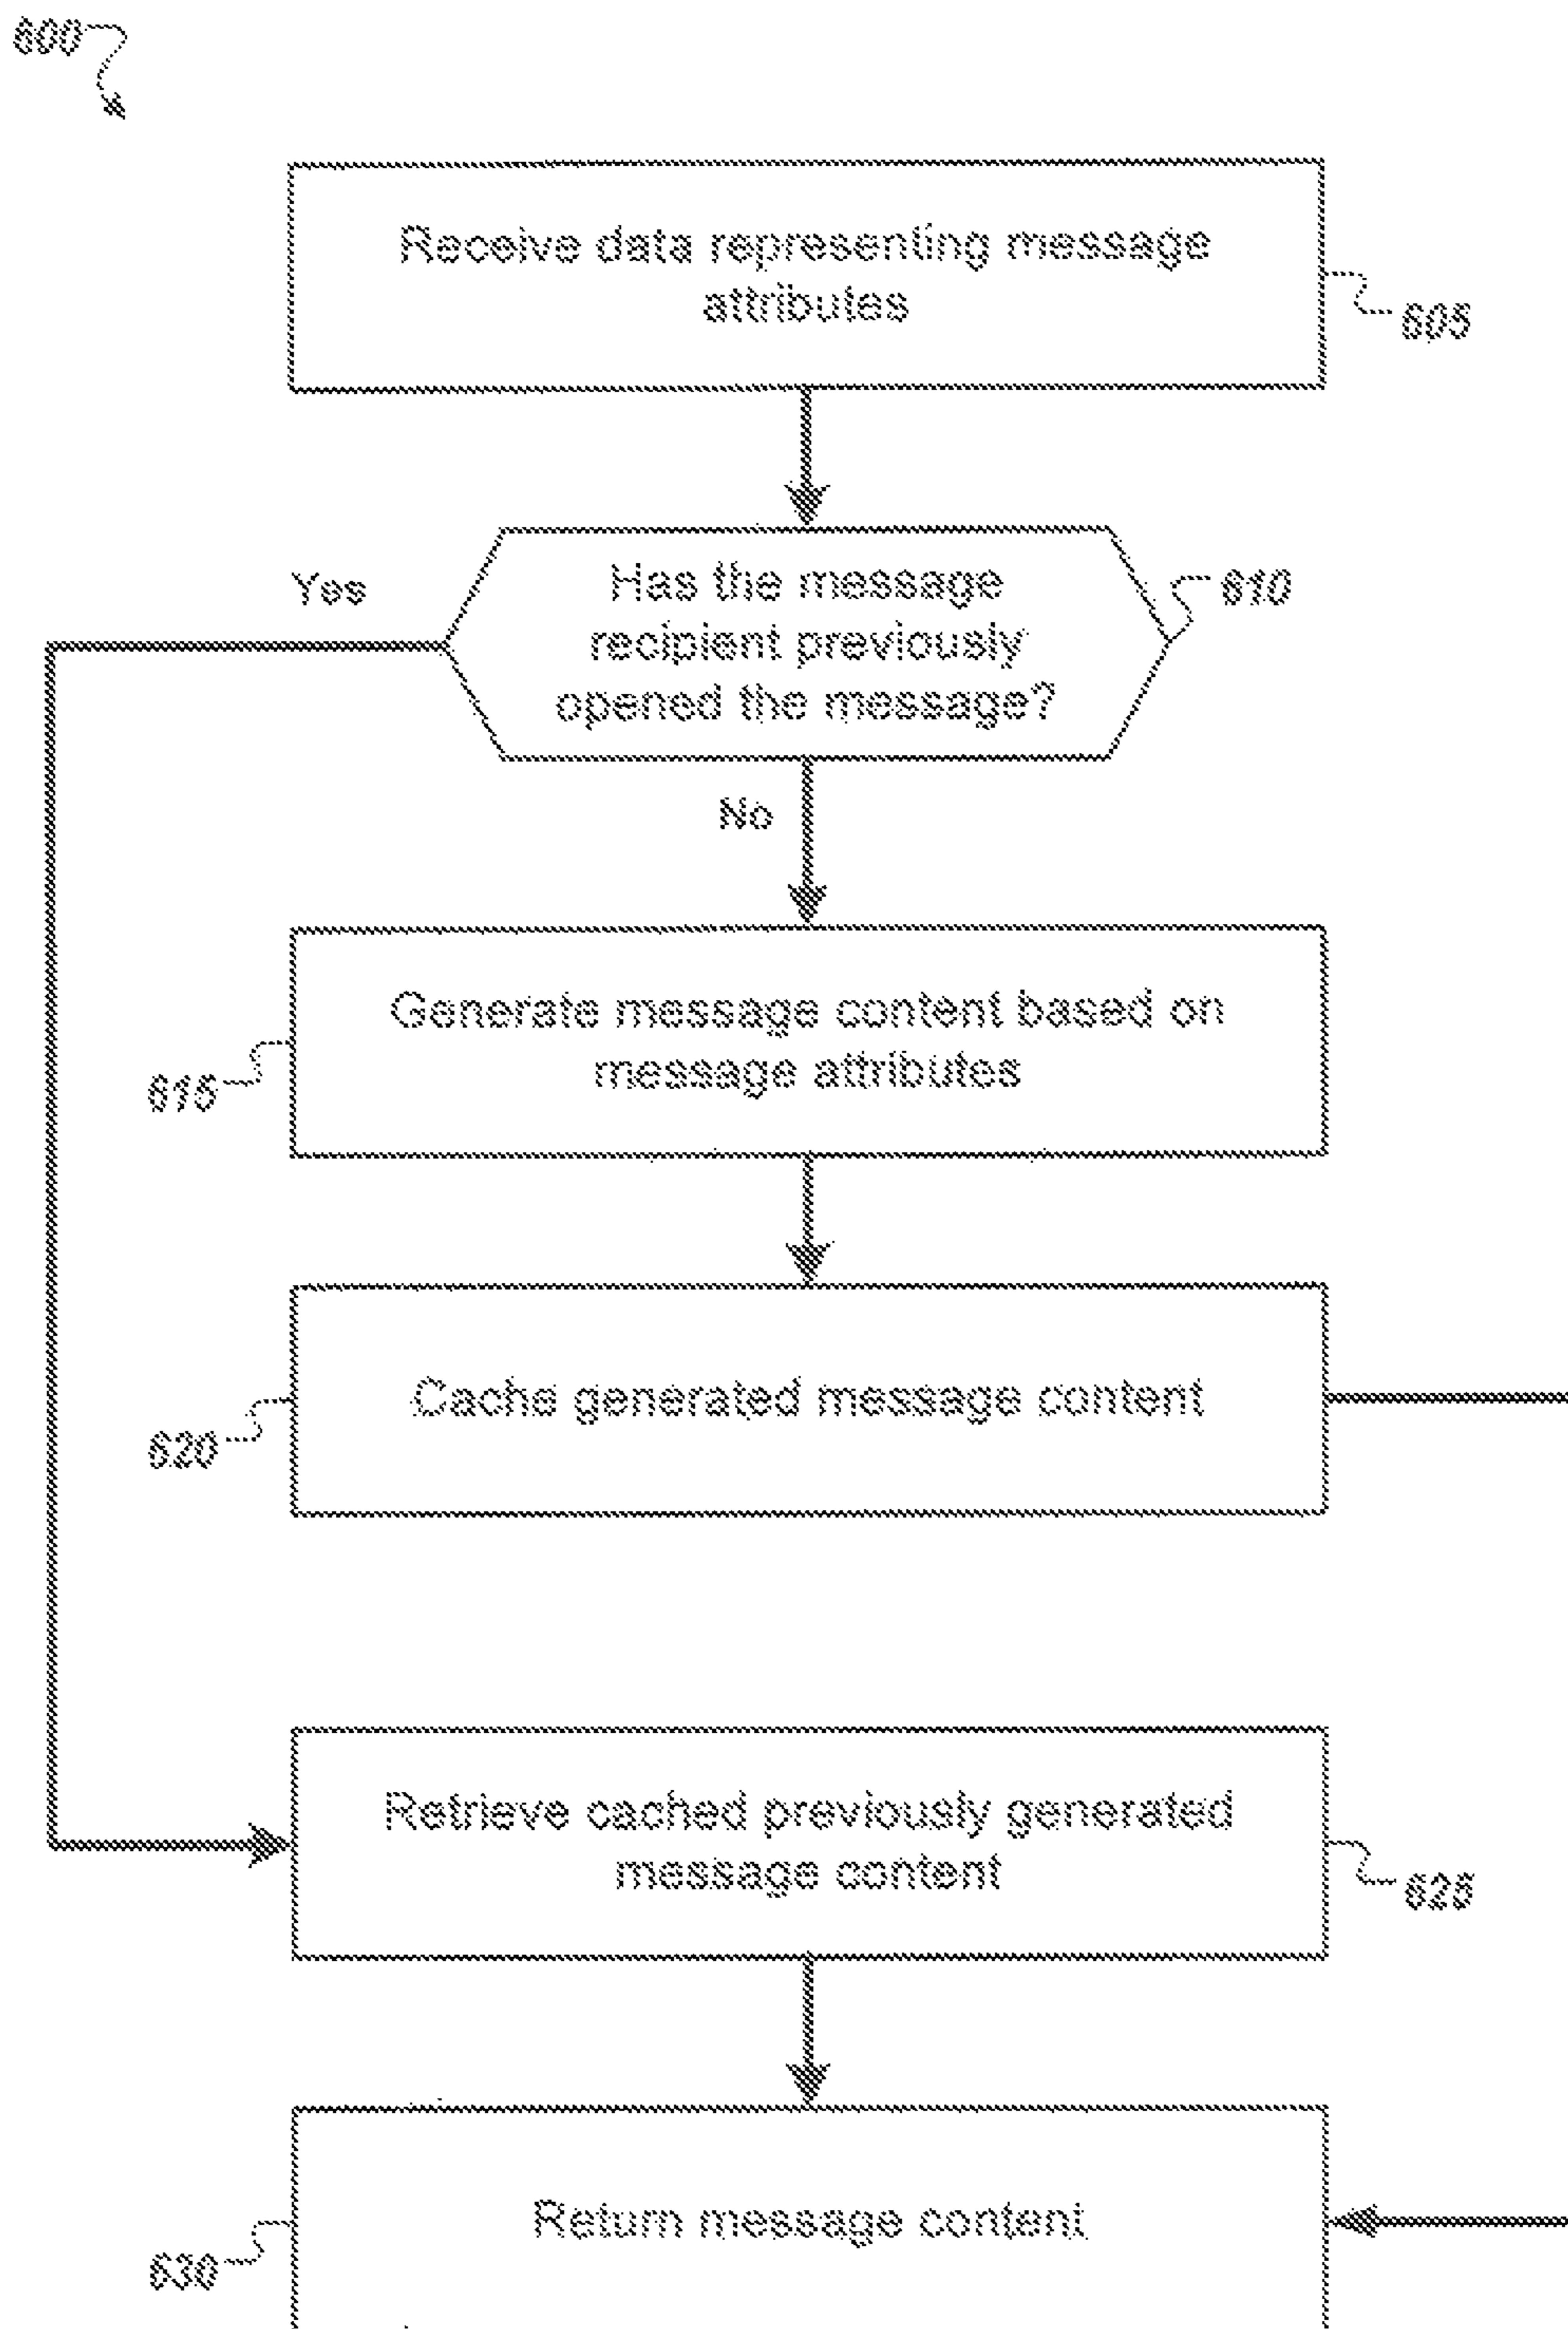 600
Receive data representing message
attributes
605
Yes
Has the message
recipient previously
opened the message?
610
No
Generate message content based on
message attributes
615
Cache generated message content
620
Retrieve cached previously generated
message content
625
Return message content
630